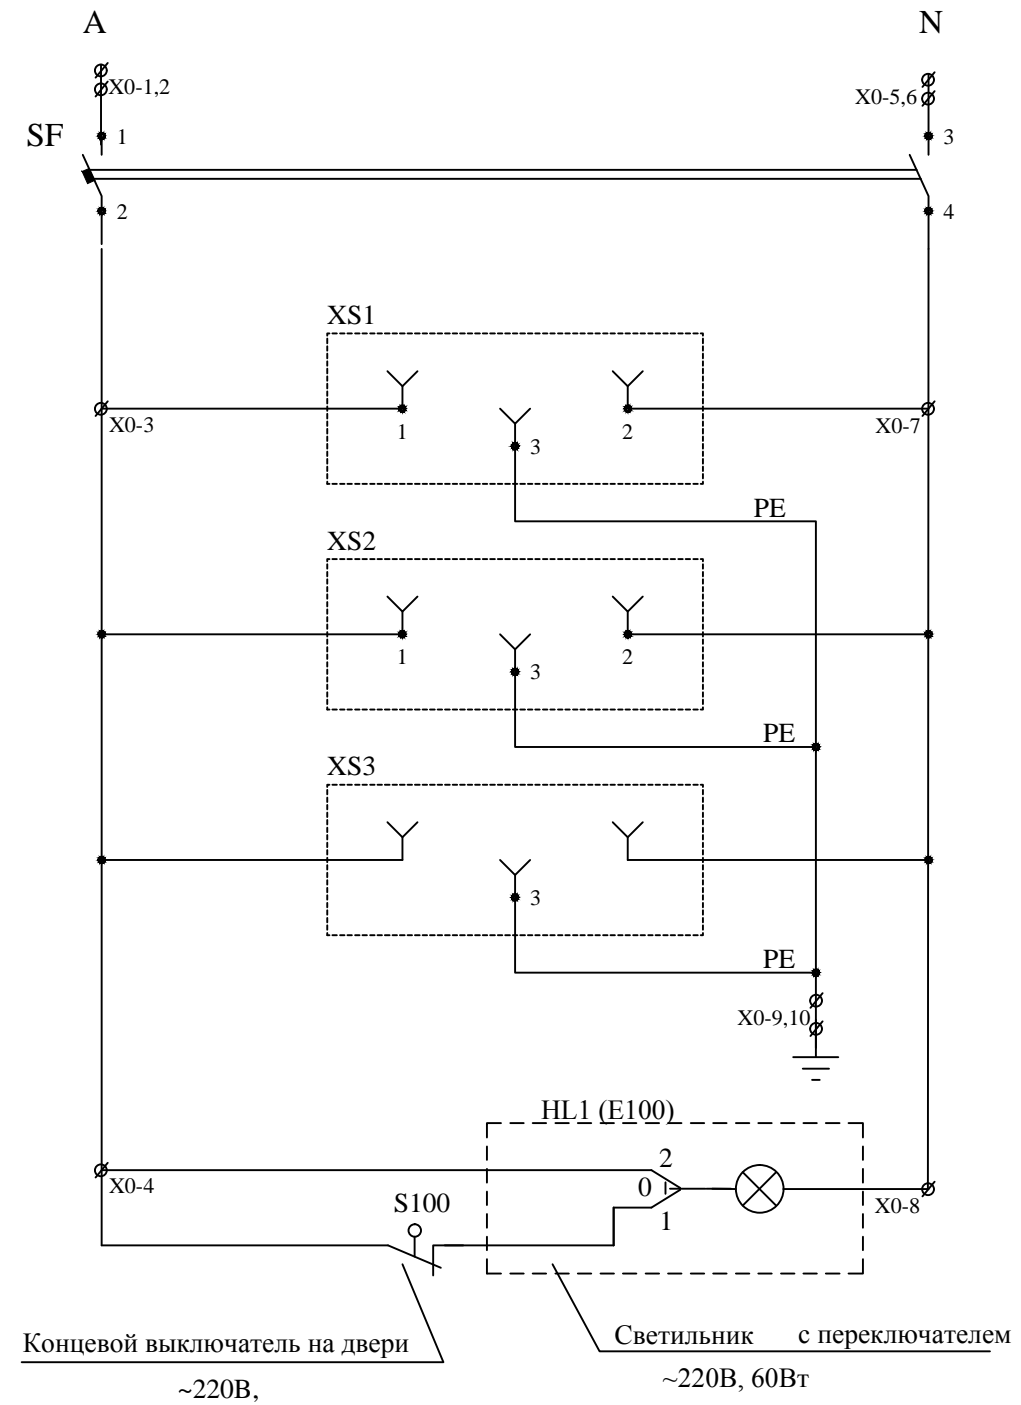 A N
X0-1,2
X0-5,6
SF 1 3
2 4
XS1
X0-3 1 3 2 X0-7
PE
XS2
1 3 2
PE
XS3
3
PE
X0-9,10
HL1 (E100)
2
X0-4 0
S100 1 X0-8
Концевой выключатель на двери
~220В,
Светильник с переключателем
~220В, 60Вт